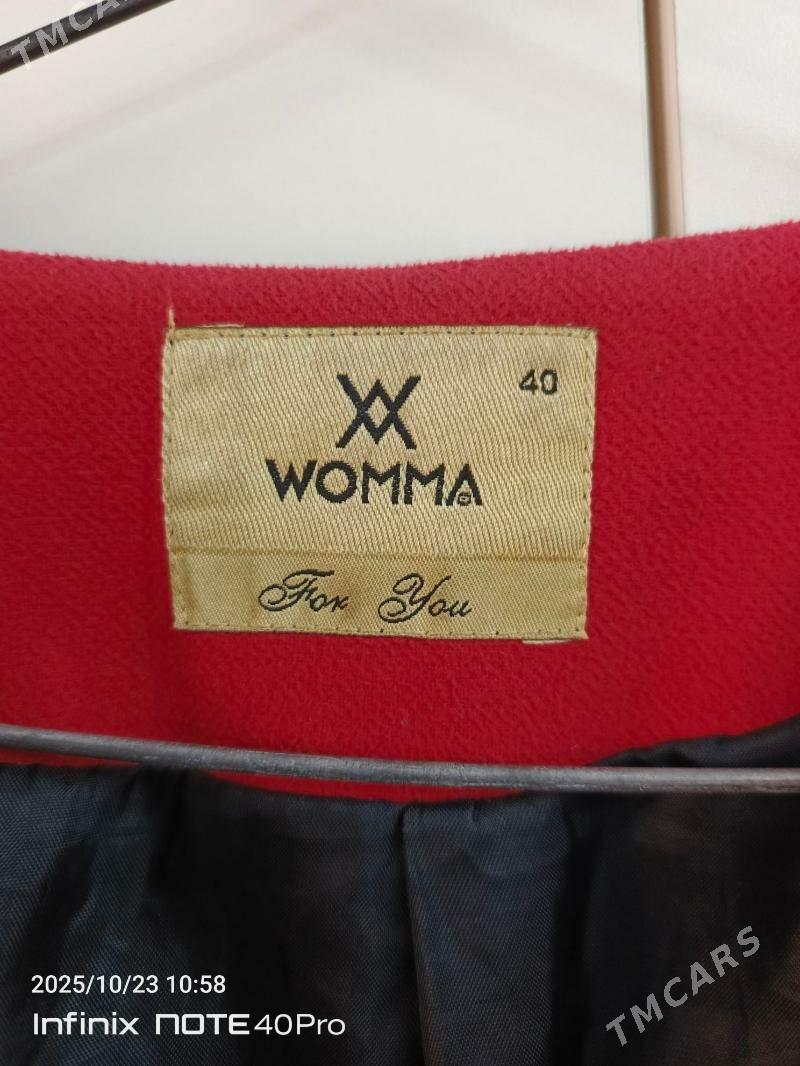 TMCARS
40
WOMMA
For You
2025/10/23 10:58
Infinix NOTE 40Pro
TMCARS